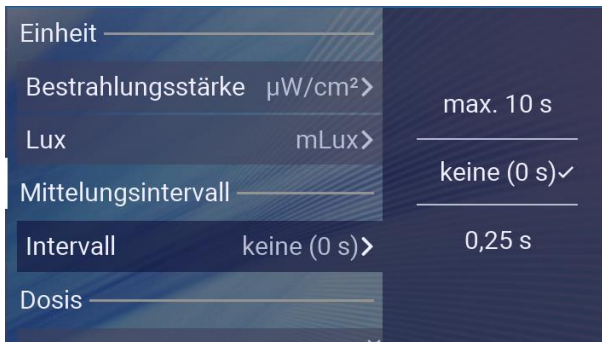 Einheit
Bestrahlungsstärke µW/cm²
Lux mLux
Mittelungsintervall
Intervall keine (0 s)
Dosis
max. 10 s
keine (0 s)
0,25 s